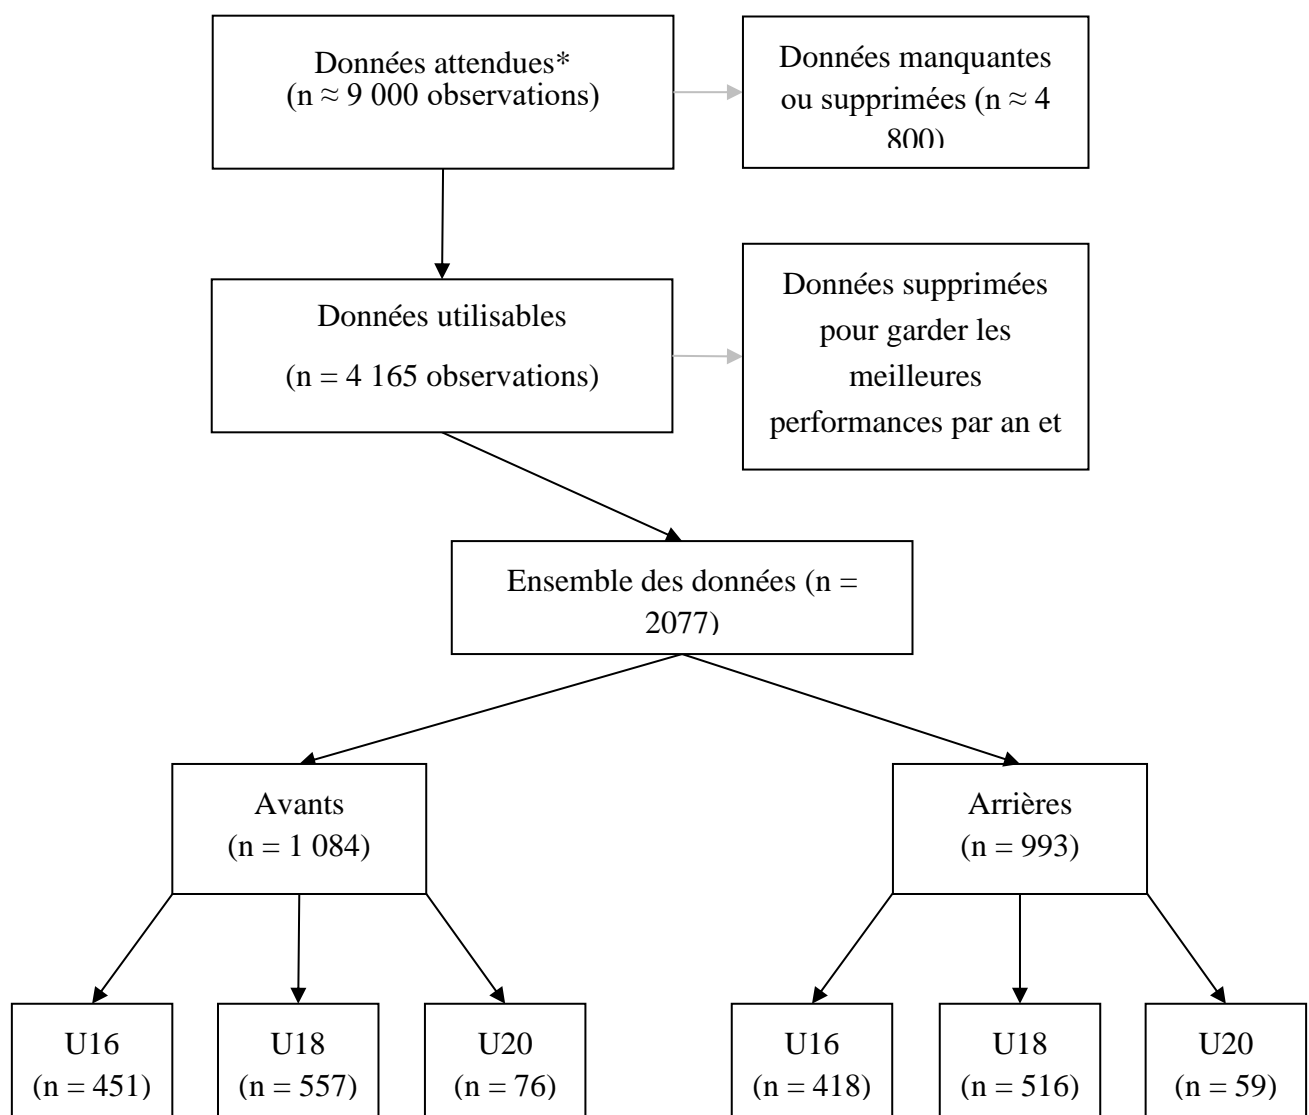 Données attendues*
(n ≈ 9 000 observations)
Données manquantes
ou supprimées (n ≈ 4
800)
Données utilisables
(n = 4 165 observations)
Données supprimées
pour garder les
meilleures
performances par an et
Ensemble des données (n =
2077)
Avants
(n = 1 084)
Arrières
(n = 993)
U16
(n = 451)
U18
(n = 557)
U20
(n = 76)
U16
(n = 418)
U18
(n = 516)
U20
(n = 59)